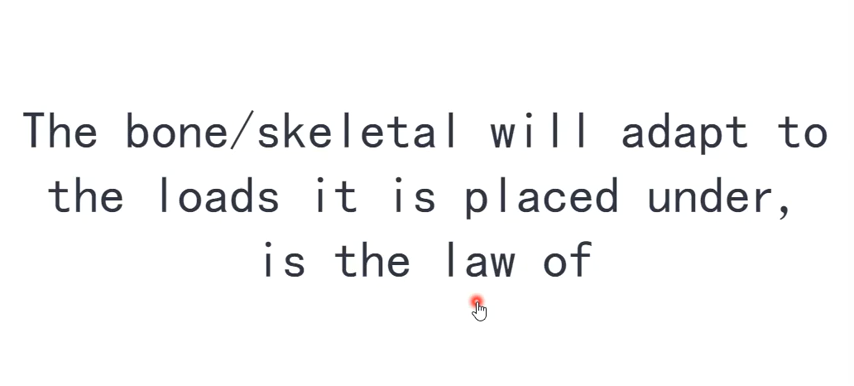 The bone/skeletal will adapt to
the loads it is placed under,
is the law of